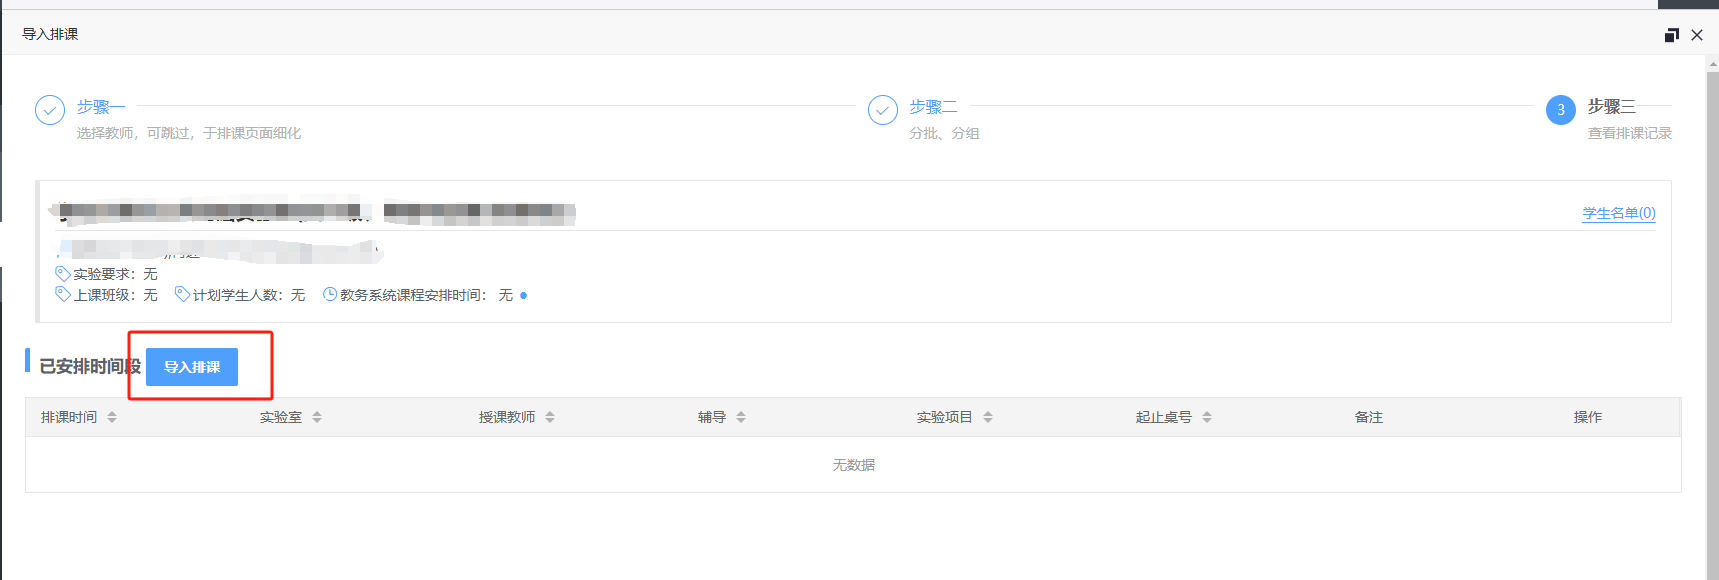 导入排课
步骤一
选择教师，可跳过，于排课页面细化
步骤二
分批、分组
3
步骤三
查看排课记录
学生名单(0)
实验要求：无
上课班级：无 计划学生人数：无 教务系统课程安排时间： 无
已安排时间段 导入排课
排课时间 实验室 授课教师 辅导 实验项目 起止桌号 备注 操作
无数据